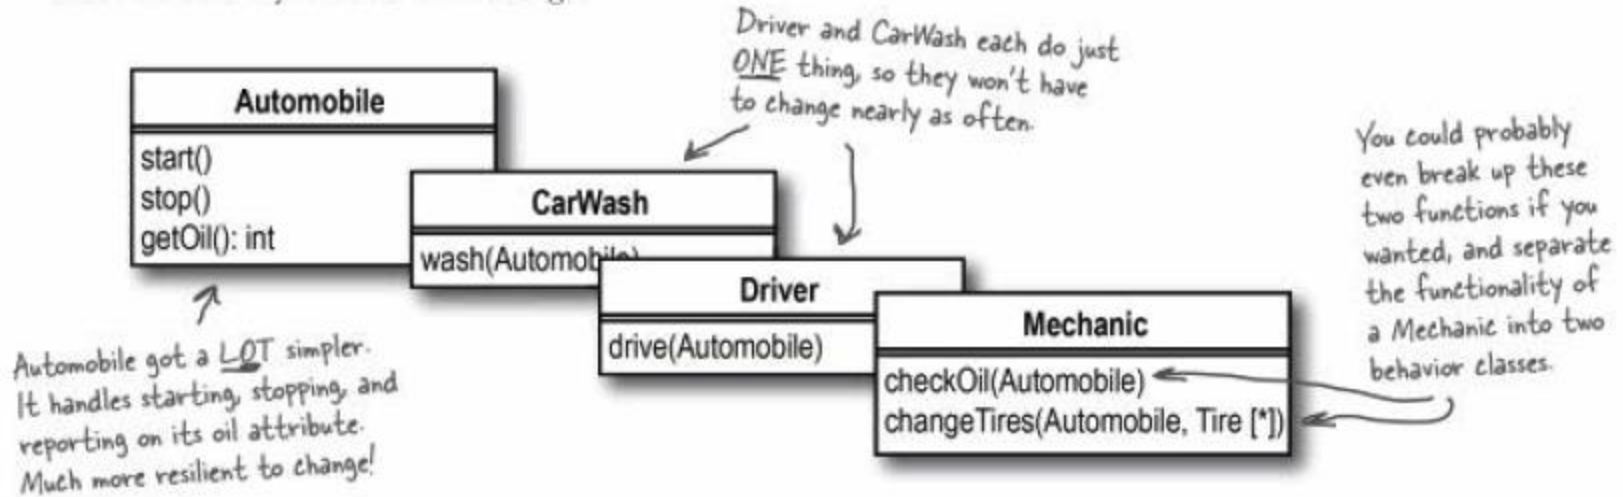 Driver and CarWash each do just
ONE thing, so they won't have
to change nearly as often.
Automobile
start()
stop()
getOil(): int
CarWash
wash(Automobile)
Driver
drive(Automobile)
Mechanic
checkOil(Automobile)
changeTires(Automobile, Tire [*])
You could probably
even break up these
two functions if you
wanted, and separate
the functionality of
a Mechanic into two
behavior classes.
Automobile got a LOT simpler.
It handles starting, stopping, and
reporting on its oil attribute.
Much more resilient to change!